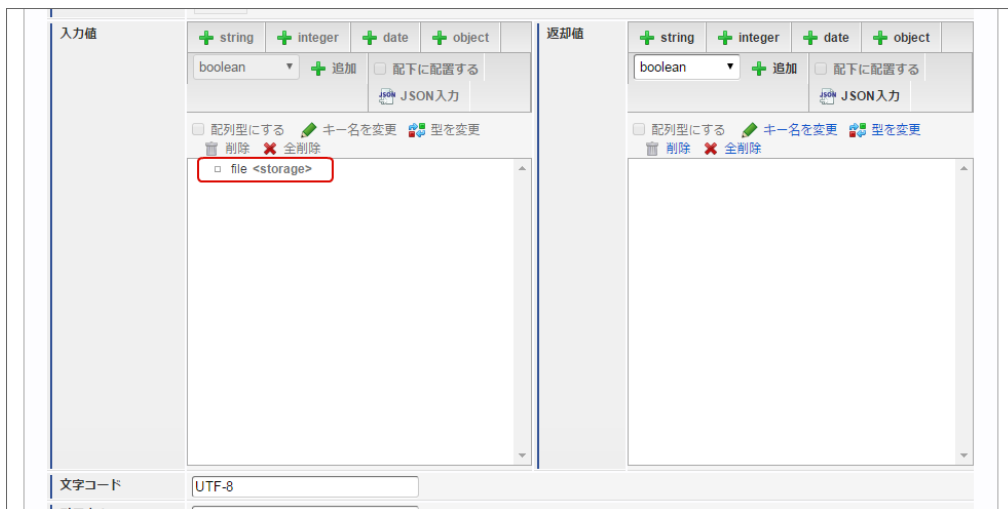 入力値
string integer date object
boolean 追加 配下に配置する
JSON入力
配列型にする キー名を変更 型を変更
削除 全削除
file <storage>
返却値
string integer date object
boolean 追加 配下に配置する
JSON入力
配列型にする キー名を変更 型を変更
削除 全削除
文字コード UTF-8